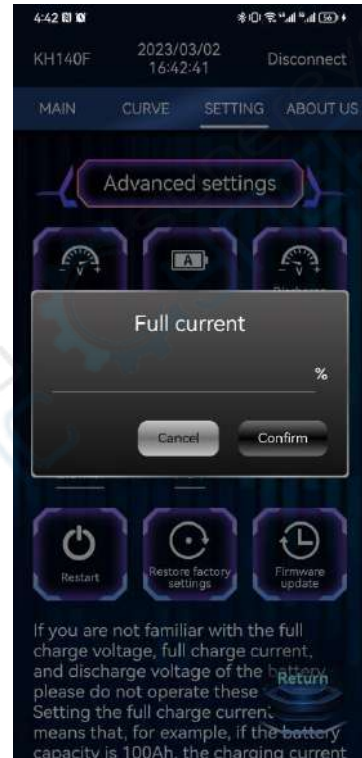 4:42
KH140F
2023/03/02
16:42:41
Disconnect
MAIN CURVE SETTING ABOUT US
Advanced settings
A
- V +
- V +
Full current
%
Cancel Confirm
Restart
Restore factory
settings
Firmware
update
If you are not familiar with the full
charge voltage, full charge current,
and discharge voltage of the battery
please do not operate these
Return
Setting the full charge current
means that, for example, if the battery
capacity is 100Ah, the charging current